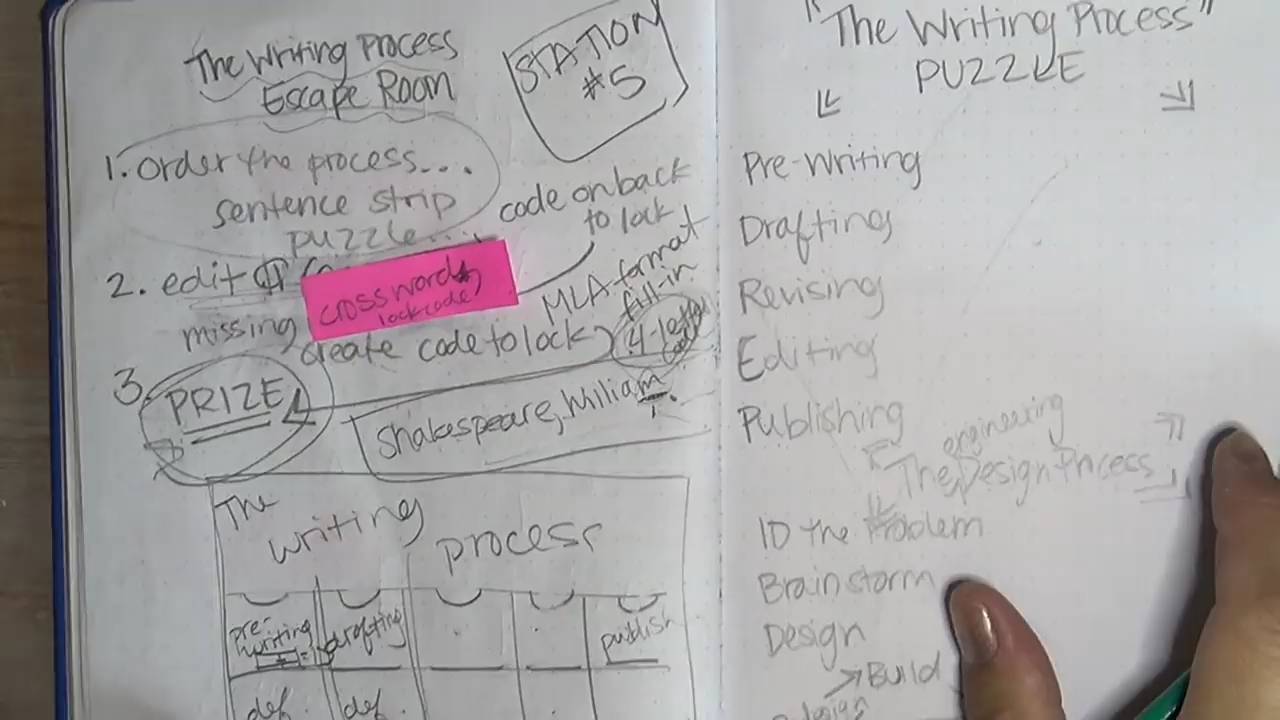 The Writing Process
Escape Room
STATION
#5
1. order the process....
sentence strip
puzzle...
code on back
to lock
2. edit
crossword
lock code
missing
create code to lock
MLA-format
fill-in
4-letter
code
3. PRIZE
Shakespeare, Wiliam.
The
writing
process
pre-
writing
drafting
publish
def.
def.
"The Writing Process"
PUZZLE
Pre-Writing
Drafting
Revising
Editing
Publishing
engineering
The Design Process
ID the Problem
Brainstorm
Design
Build